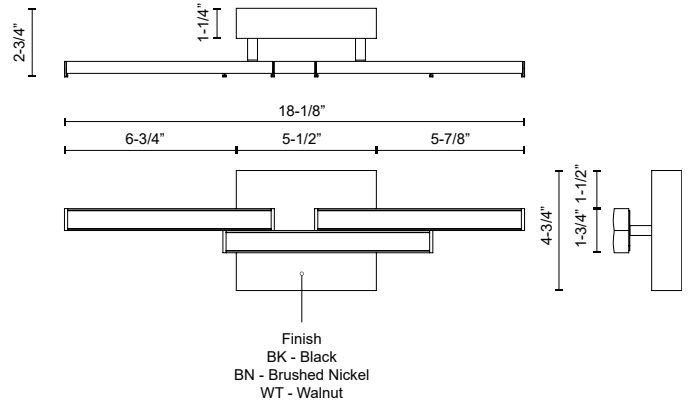 2-3/4”
1-1/4”
18-1/8”
6-3/4”
5-1/2”
5-7/8”
4-3/4”
1-3/4”
1-1/2”
Finish
BK - Black
BN - Brushed Nickel
WT - Walnut